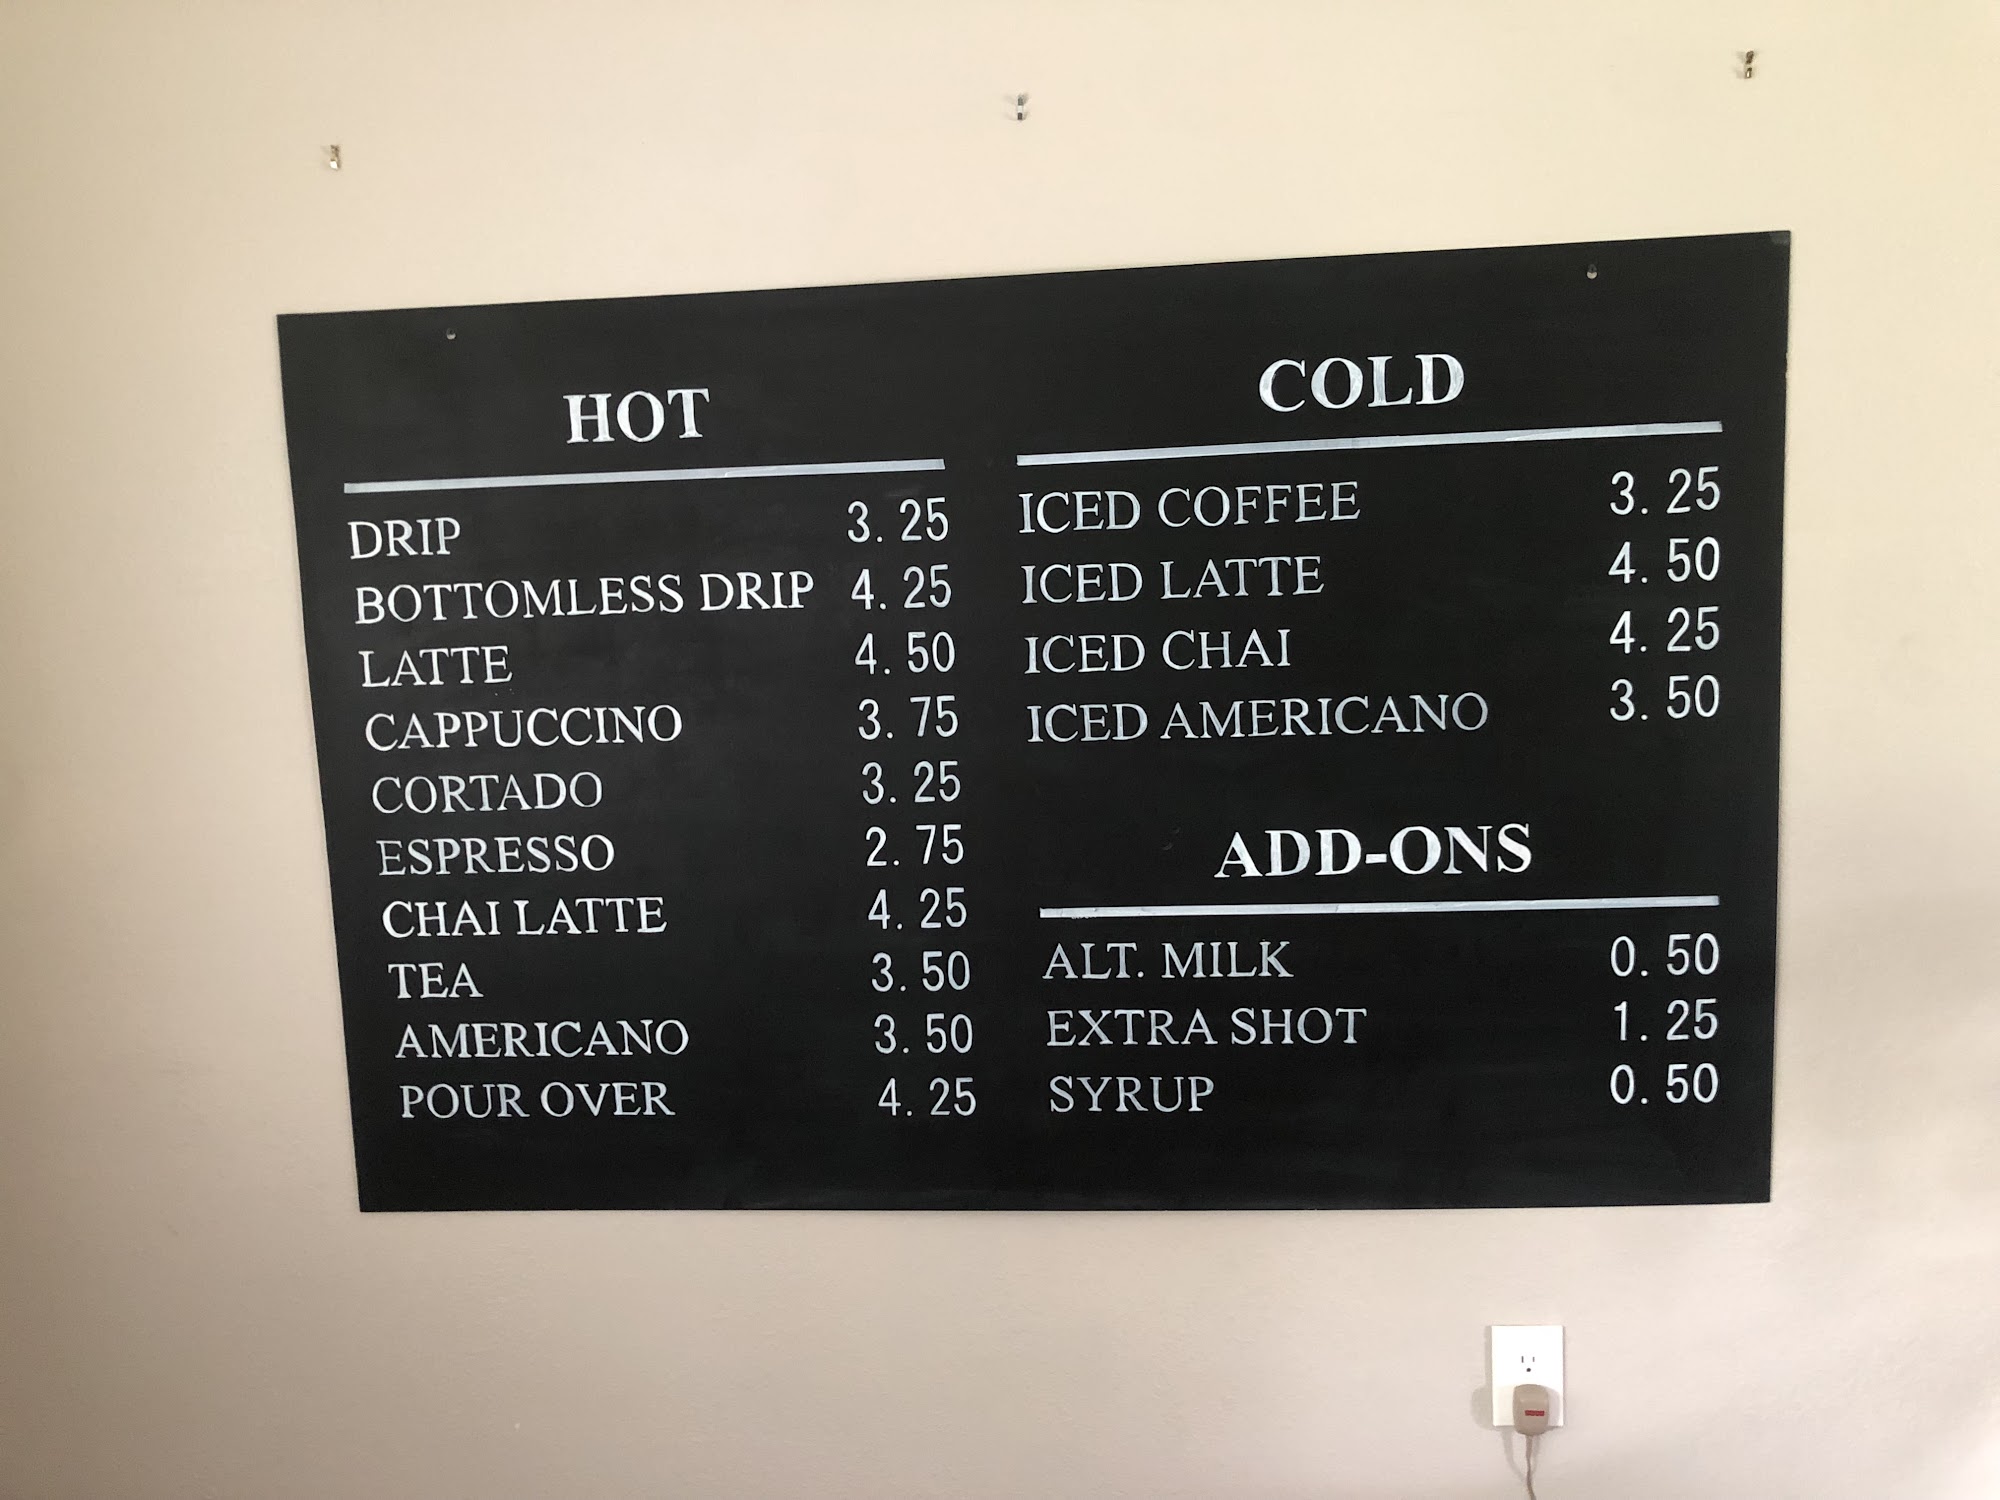 HOT
DRIP 3.25
BOTTOMLESS DRIP 4.25
LATTE 4.50
CAPPUCCINO 3.75
CORTADO 3.25
ESPRESSO 2.75
CHAI LATTE 4.25
TEA 3.50
AMERICANO 3.50
POUR OVER 4.25
COLD
ICED COFFEE 3.25
ICED LATTE 4.50
ICED CHAI 4.25
ICED AMERICANO 3.50
ADD-ONS
ALT. MILK 0.50
EXTRA SHOT 1.25
SYRUP 0.50